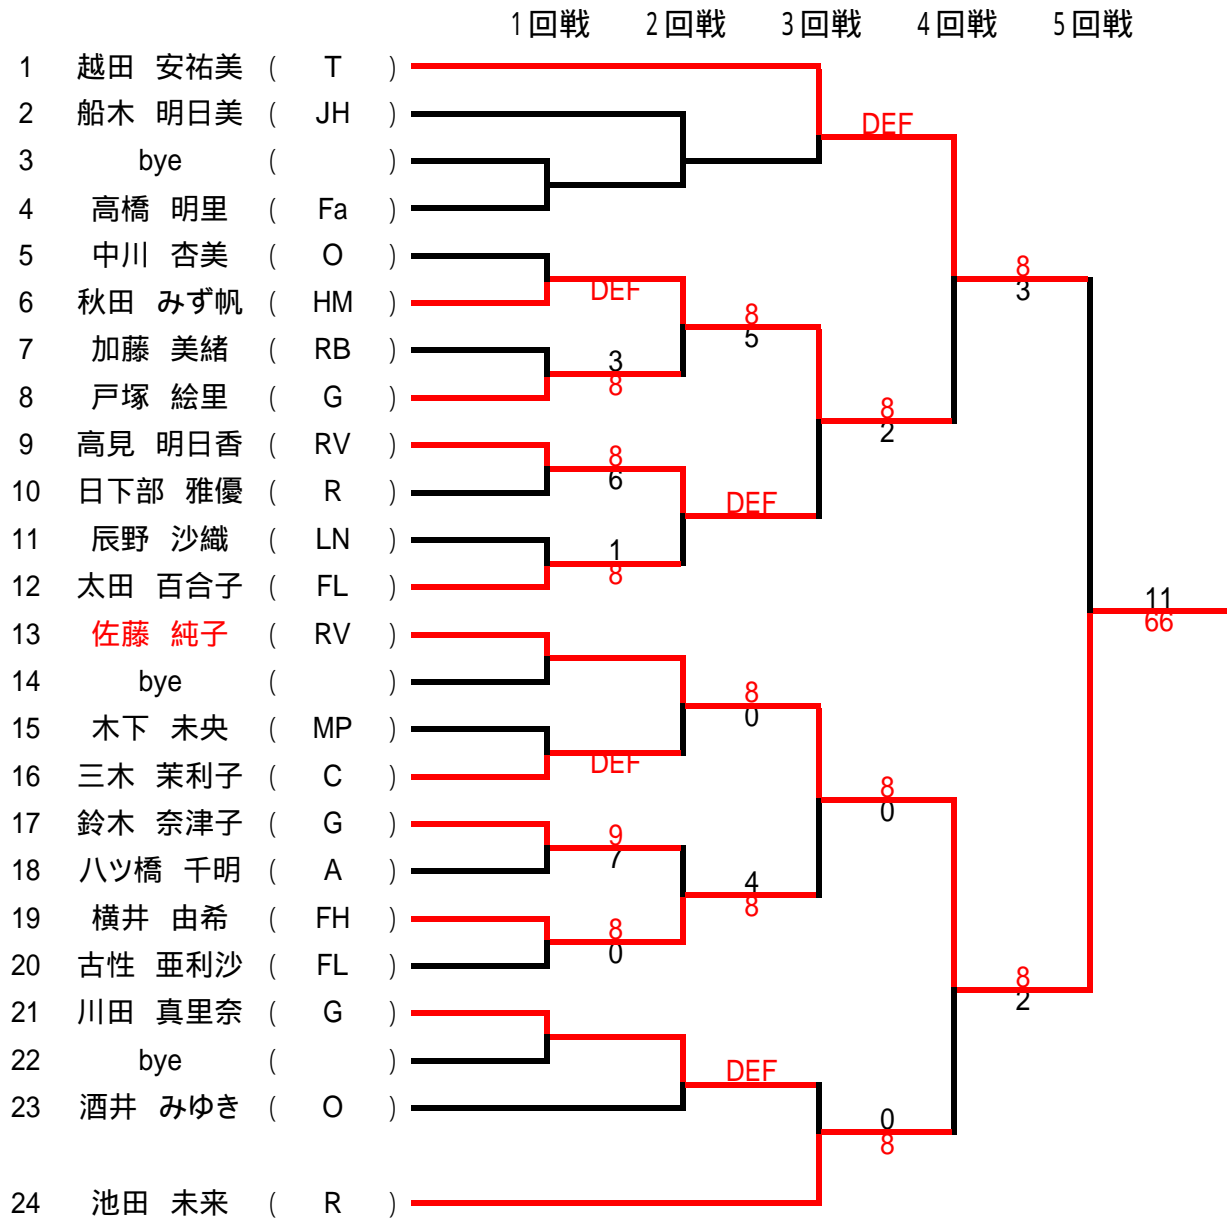 1回戦 2回戦 3回戦 4回戦 5回戦
1 越田 安祐美 ( T )
2 船木 明日美 ( JH )
DEF
3 bye ( )
4 高橋 明里 ( Fa )
5 中川 杏美 ( O )
8
3
6 秋田 みず帆 ( HM )
DEF
8
5
7 加藤 美緒 ( RB )
3
8
8 戸塚 絵里 ( G )
8
2
9 高見 明日香 ( RV )
8
6
10 日下部 雅優 ( R )
DEF
11 辰野 沙織 ( LN )
1
8
12 太田 百合子 ( FL )
11
66
13 佐藤 純子 ( RV )
14 bye ( )
8
0
15 木下 未央 ( MP )
DEF
16 三木 茉利子 ( C )
8
0
17 鈴木 奈津子 ( G )
9
7
18 八ツ橋 千明 ( A )
4
8
19 横井 由希 ( FH )
8
0
20 古性 亜利沙 ( FL )
8
2
21 川田 真里奈 ( G )
22 bye ( )
DEF
23 酒井 みゆき ( O )
0
8
24 池田 未来 ( R )